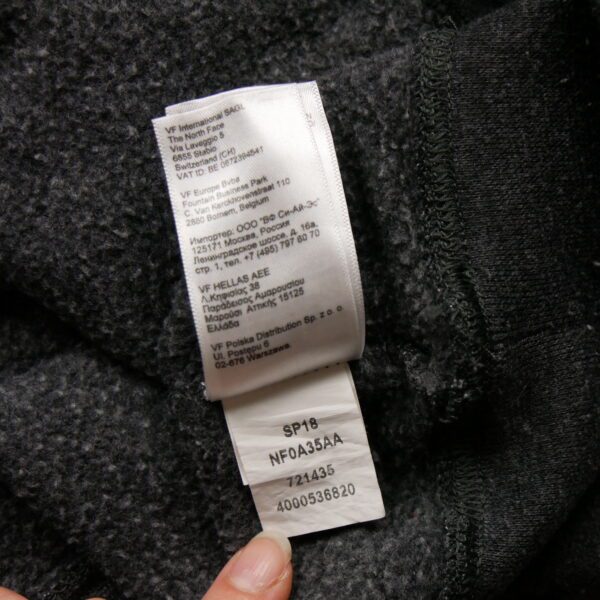 VF International SAGL
The North Face
Via Laveggio 5
6855 Stabio
Switzerland (CH)
VAT ID: BE 0872394541
VF Europe Bvba
Fountain Business Park
C. Van Kerckhovenstraat 110
2880 Bornem, Belgium
Импортер: ООО "ВФ Си-Ай-Эс"
125171 Москва, Россия
Ленинградское шоссе, д. 16а,
стр. 1, тел. +7 (495) 797 60 70
VF HELLAS AEE
Λ.Κηφισίας 38
Παράδεισος Αμαρουσίου
Μαρούσι Αττικής 15125
Ελλάδα
VF Polska Distribution Sp. z o.o
Ul. Postępu 6
02-676 Warszawa
SP18
NF0A35AA
721435
4000536820